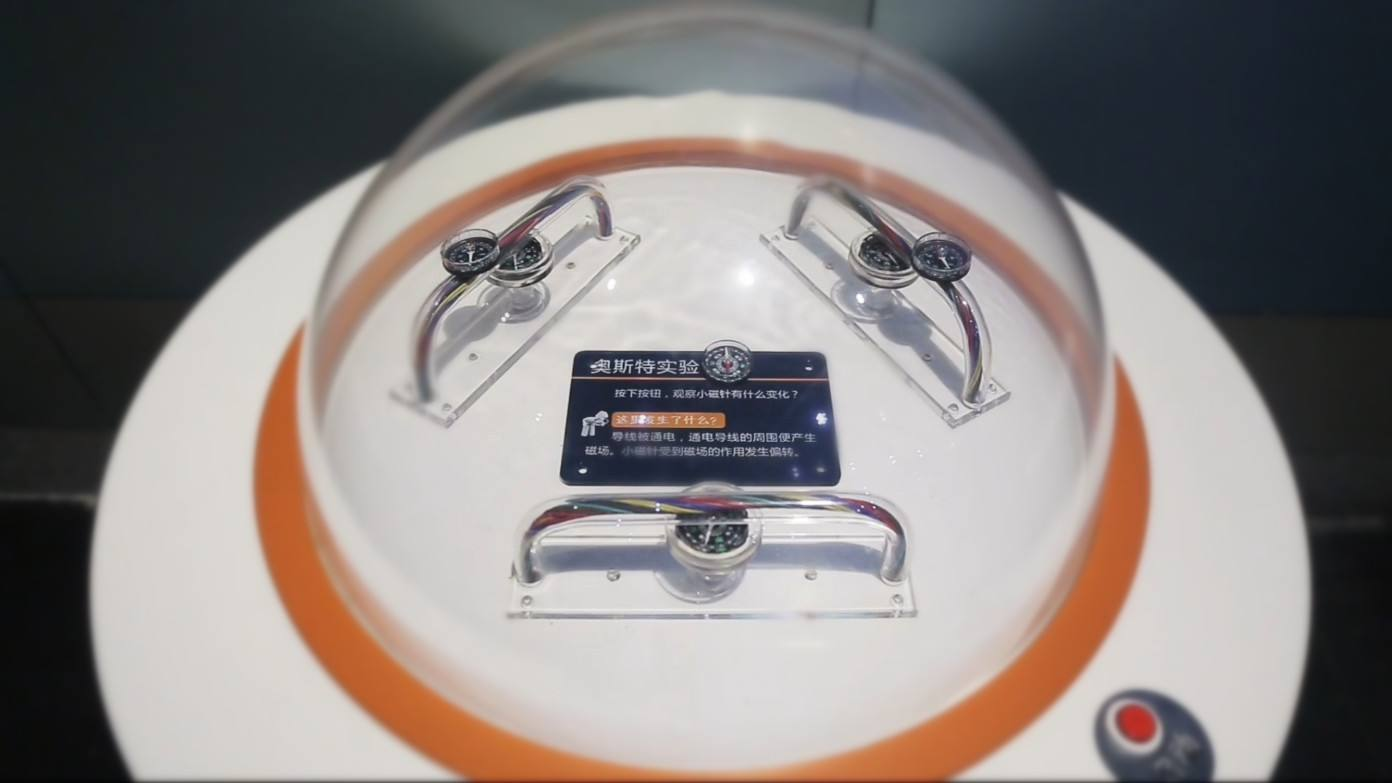 奥斯特实验
按下按钮，观察小磁针有什么变化？
这里发生了什么？
导线被通电，通电导线的周围便产生
磁场。小磁针受到磁场的作用发生偏转。